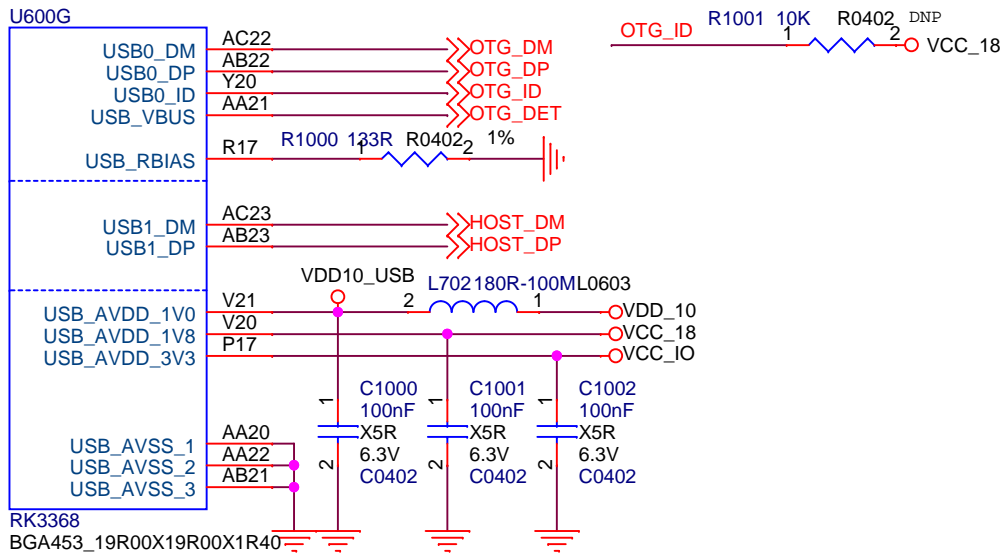 U600G
R1001 10K R0402 DNP
OTG_ID 1 2 VCC_18
USB0_DM AC22 OTG_DM
USB0_DP AB22 OTG_DP
USB0_ID Y20 OTG_ID
USB_VBUS AA21 OTG_DET
USB_RBIAS R17 R1000 133R 1 R0402 2 1%
USB1_DM AC23 HOST_DM
USB1_DP AB23 HOST_DP
VDD10_USB L702 180R-100M L0603
USB_AVDD_1V0 V21 2 1 VDD_10
USB_AVDD_1V8 V20 VCC_18
USB_AVDD_3V3 P17 VCC_IO
1 C1000 1 C1001 1 C1002
100nF 100nF 100nF
X5R X5R X5R
2 6.3V 2 6.3V 2 6.3V
C0402 C0402 C0402
USB_AVSS_1 AA20
USB_AVSS_2 AA22
USB_AVSS_3 AB21
RK3368
BGA453_19R00X19R00X1R40